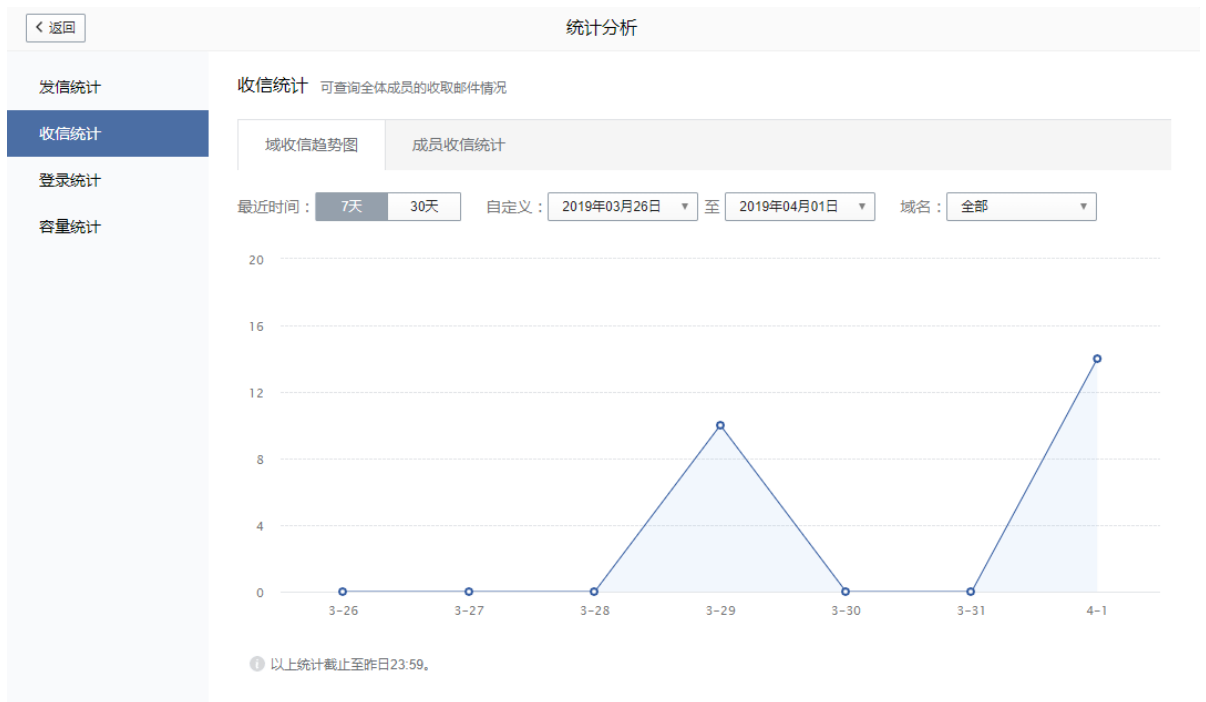 返回
统计分析
发信统计
收信统计
登录统计
容量统计
收信统计 可查询全体成员的收取邮件情况
域收信趋势图 成员收信统计
最近时间： 7天 30天 自定义： 2019年03月26日 至 2019年04月01日 域名： 全部
20
16
12
8
4
0
3-26 3-27 3-28 3-29 3-30 3-31 4-1
以上统计截止至昨日23:59。